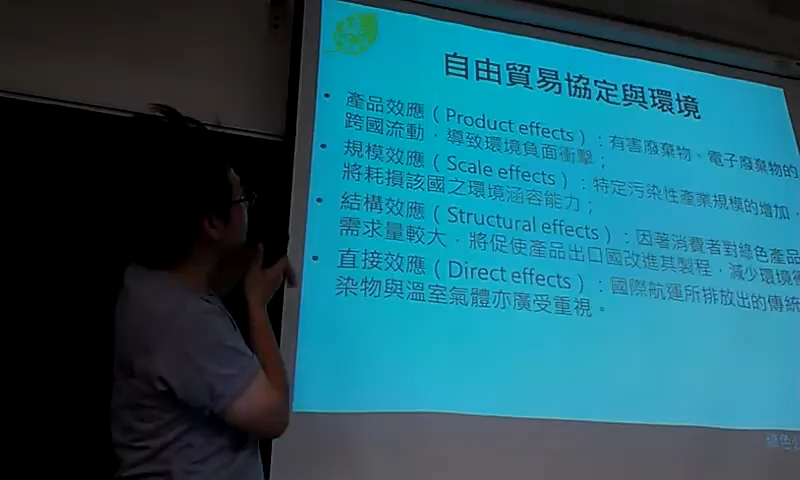 自由貿易協定與環境
• 產品效應（Product effects）：有害廢棄物、電子廢棄物的
跨國流動，導致環境負面衝擊；
• 規模效應（Scale effects）：特定污染性產業規模的增加，
將耗損該國之環境涵容能力；
• 結構效應（Structural effects）：因著消費者對綠色產品
需求量較大，將促使產品出口國改進其製程，減少環境衝
• 直接效應（Direct effects）：國際航運所排放出的傳統
染物與溫室氣體亦廣受重視。
綠色